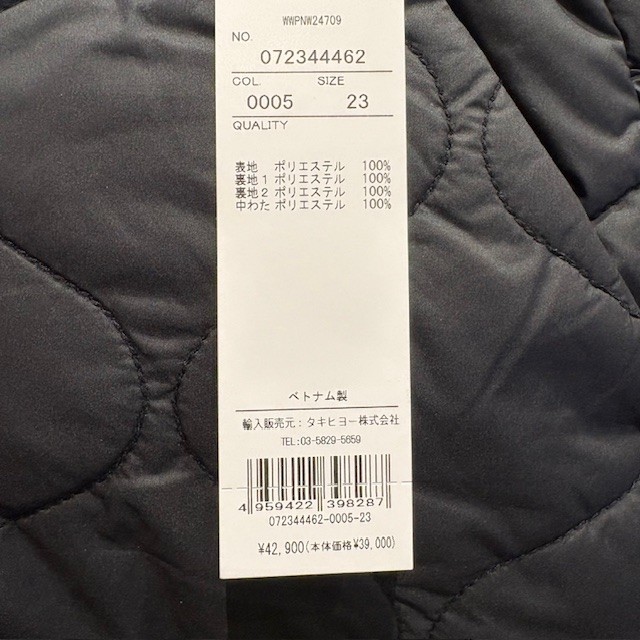 WWPNW24709
NO.
072344462
COL. SIZE
0005 23
QUALITY
表地 ポリエステル 100%
裏地1 ポリエステル 100%
裏地2 ポリエステル 100%
中わた ポリエステル 100%
ベトナム製
輸入販売元: タキヒヨー株式会社
TEL:03-5829-5659
4 959422 398287
072344462-0005-23
¥42,900(本体価格¥39,000)